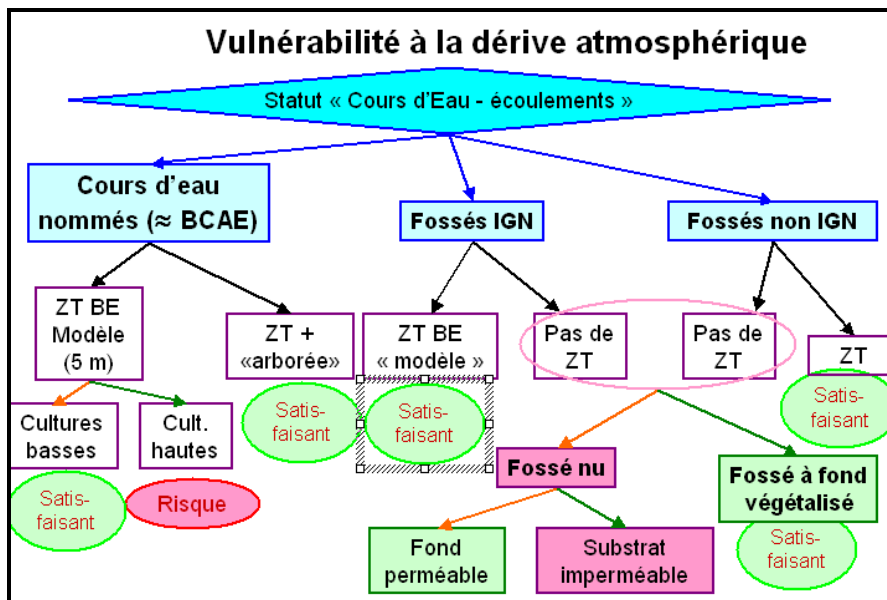 Vulnérabilité à la dérive atmosphérique
Statut « Cours d'Eau - écoulements »
Cours d'eau
nommés (≈ BCAE)
Fossés IGN
Fossés non IGN
ZT BE
Modèle
(5 m)
ZT +
«arborée»
ZT BE
« modèle »
Pas de
ZT
Pas de
ZT
ZT
Cultures
basses
Cult.
hautes
Satis-
faisant
Satis-
faisant
Satis-
faisant
Satis-
faisant
Risque
Fossé nu
Fossé à fond
végétalisé
Satis-
faisant
Fond
perméable
Substrat
imperméable